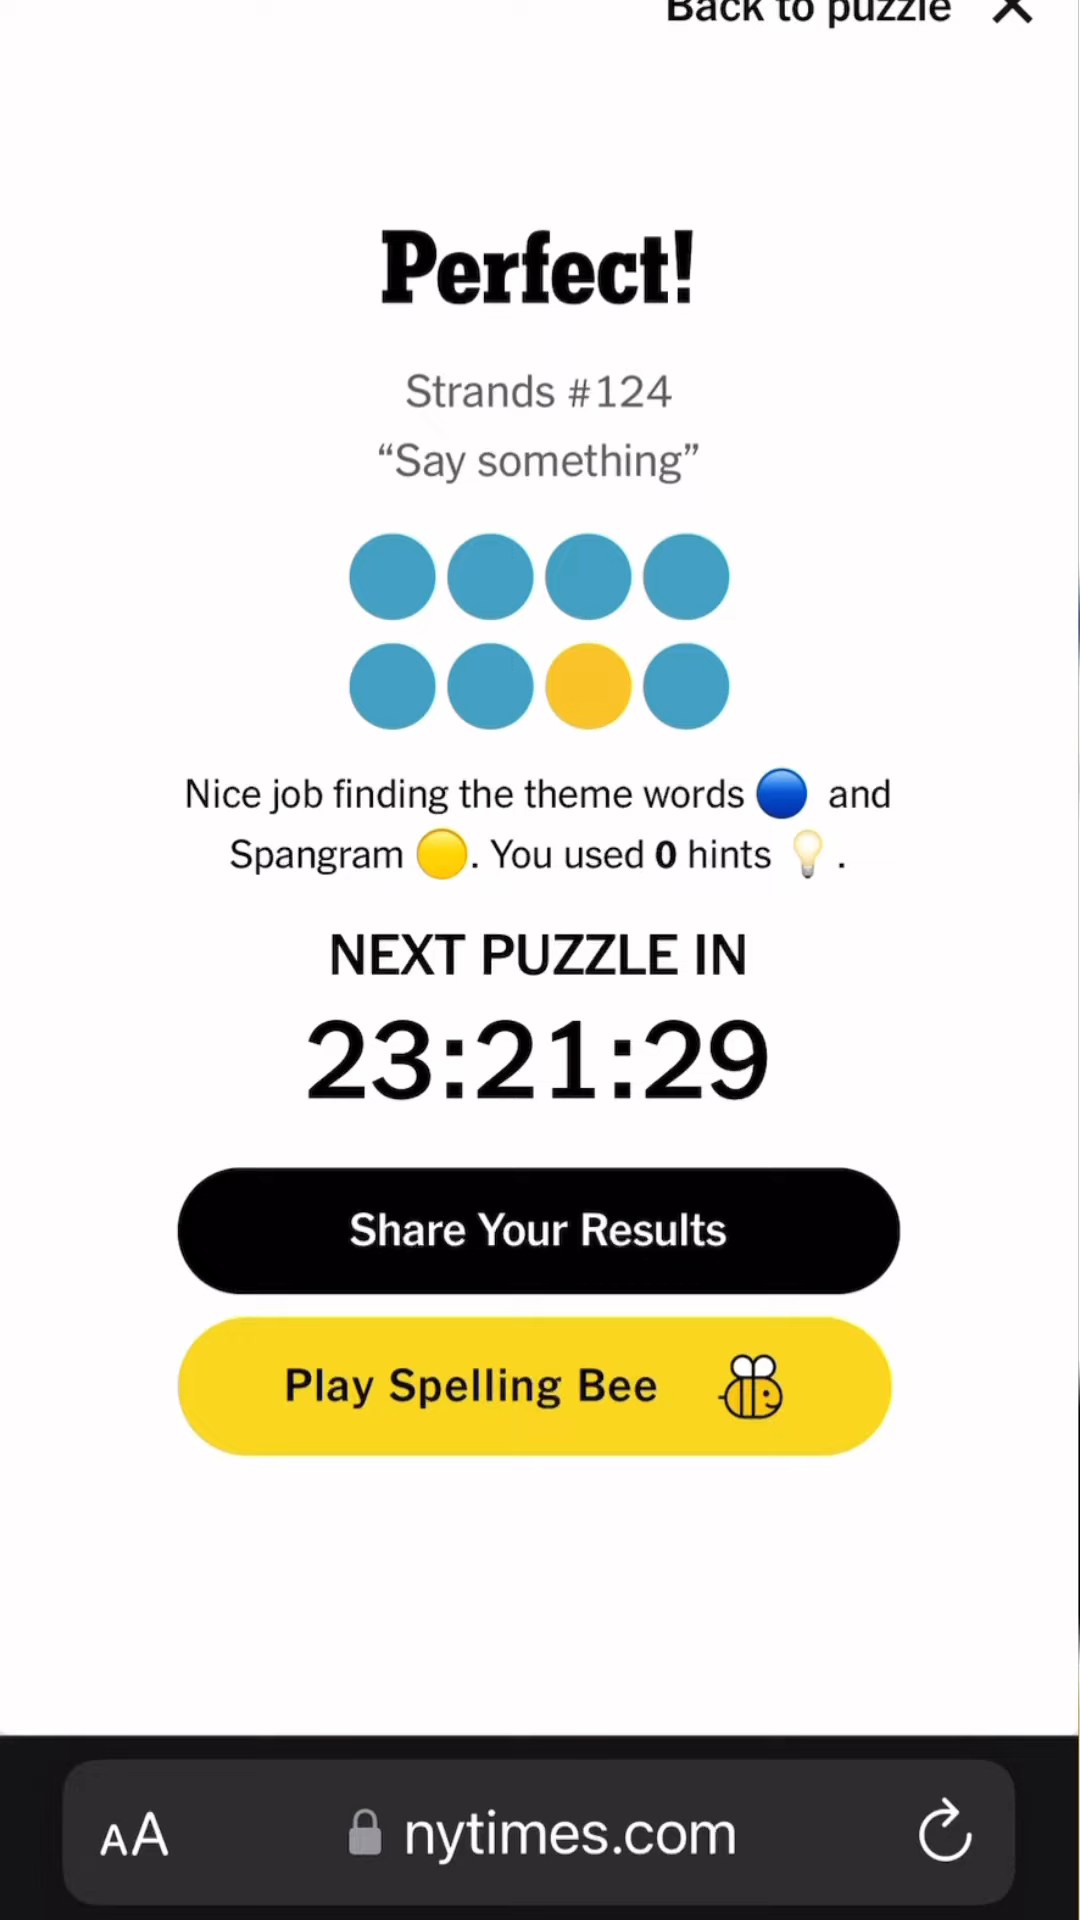 Back to puzzle
Perfect!
Strands #124
“Say something”
Nice job finding the theme words 🔵 and
Spangram 🟡. You used 0 hints 💡.
NEXT PUZZLE IN
23:21:29
Share Your Results
Play Spelling Bee
AA nytimes.com